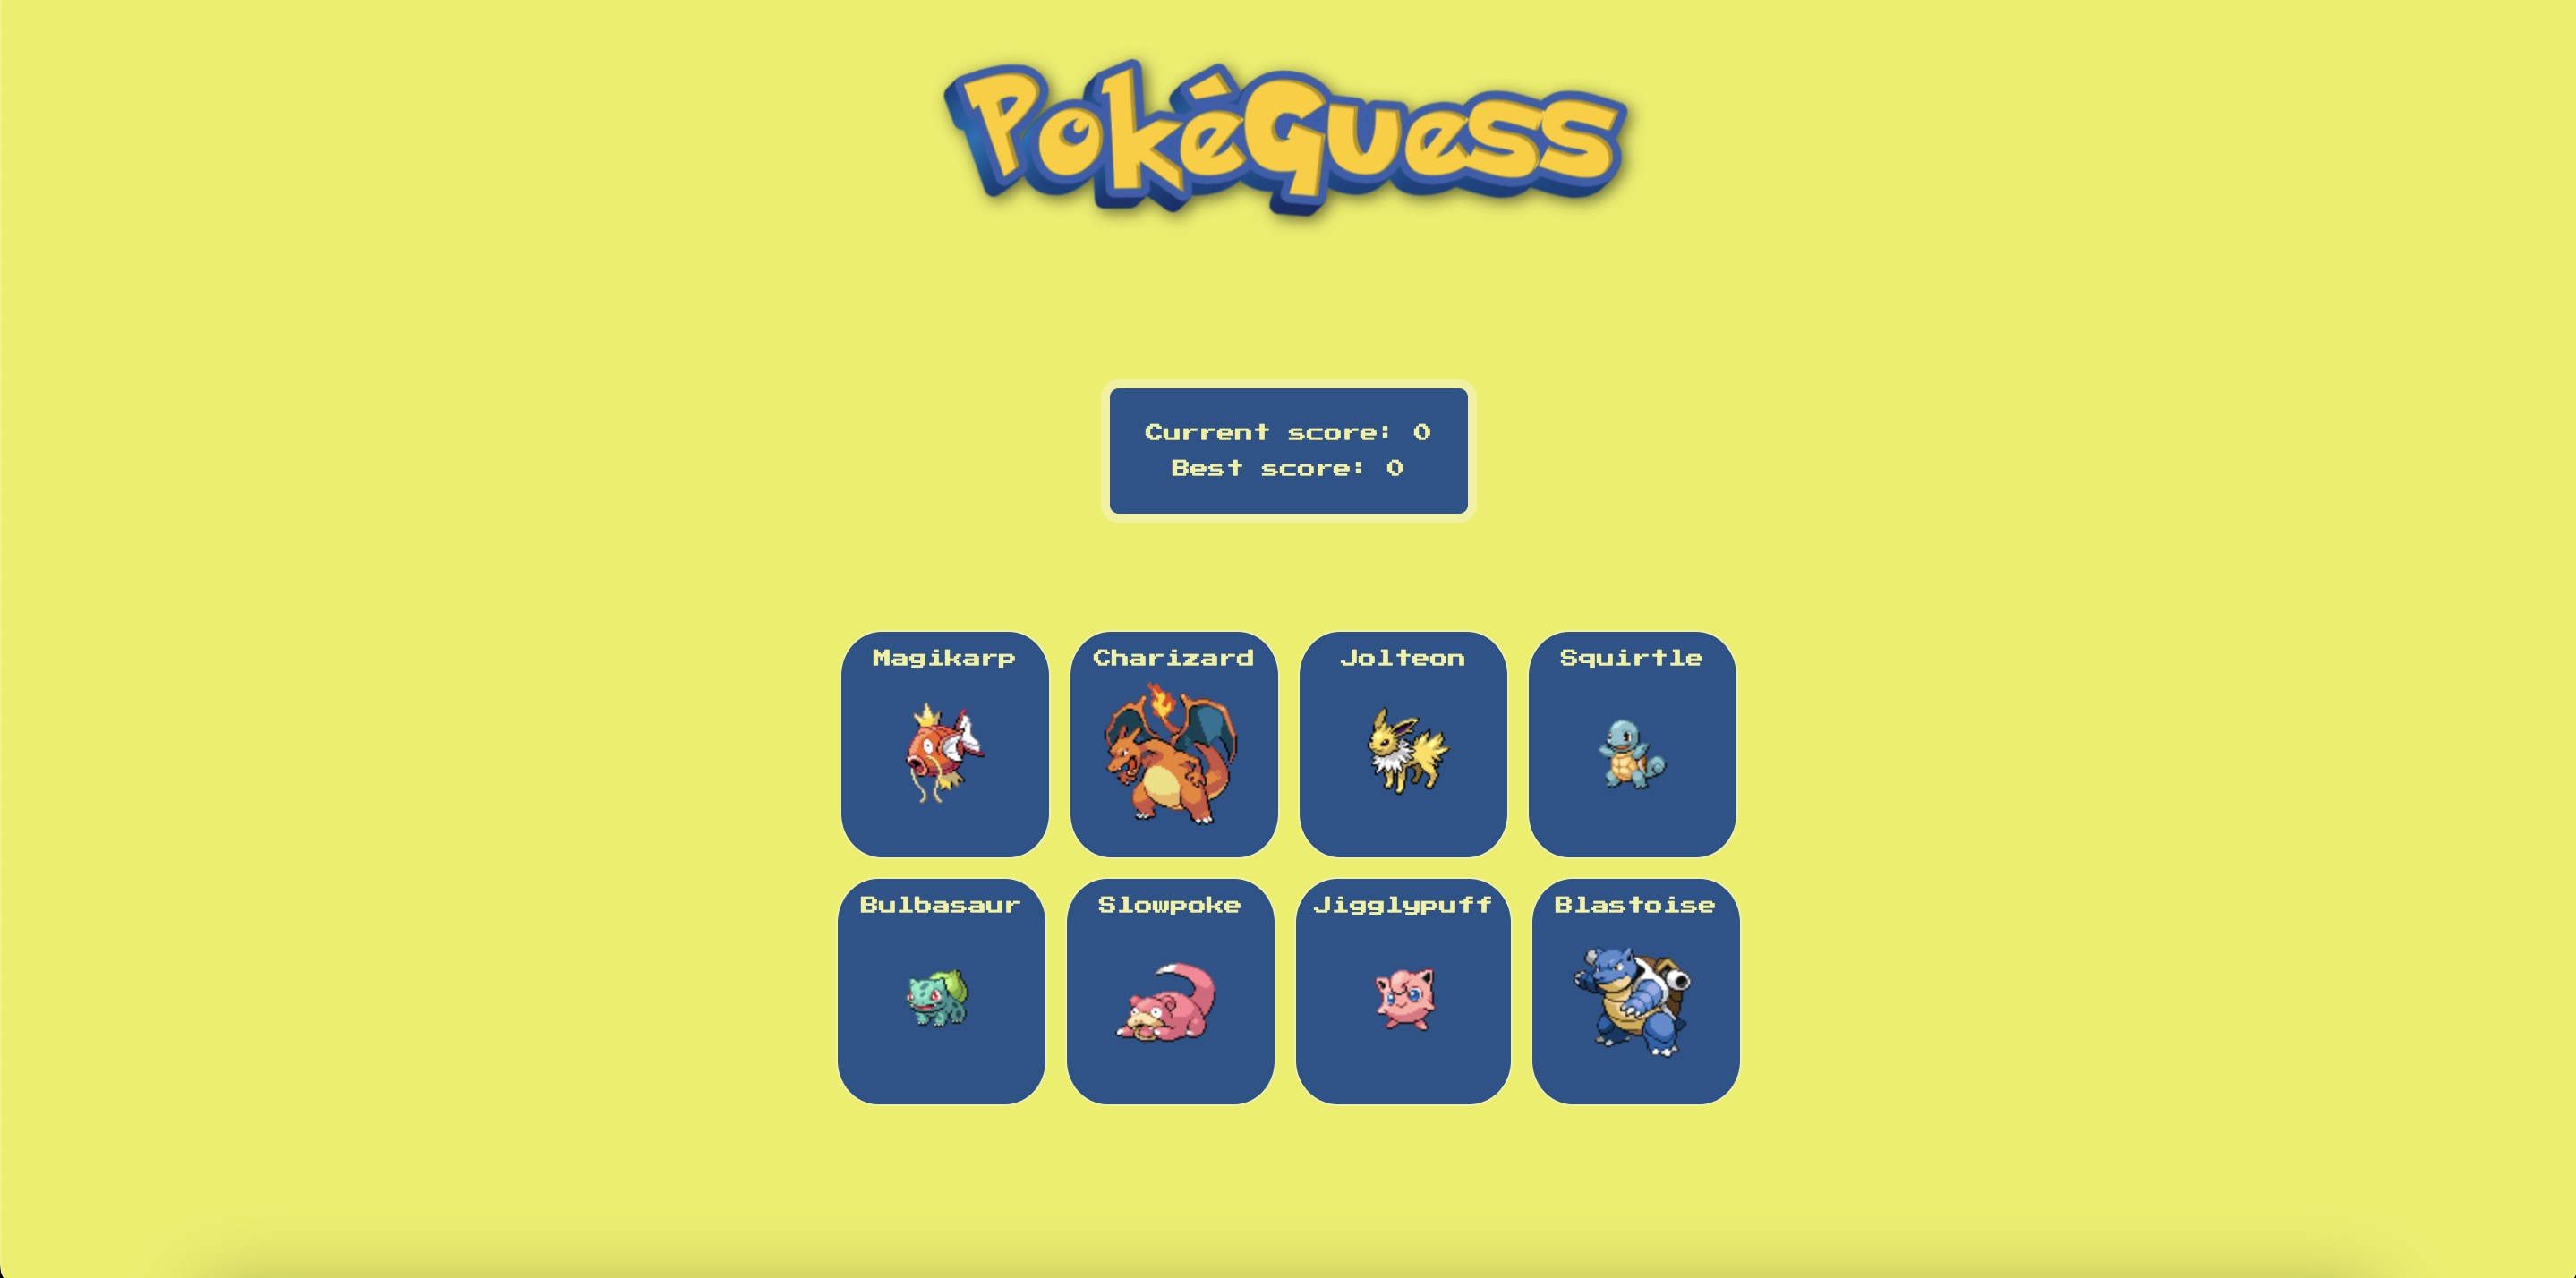 PokéGuess
Current score: 0
Best score: 0
Magikarp
Charizard
Jolteon
Squirtle
Bulbasaur
Slowpoke
Jigglypuff
Blastoise